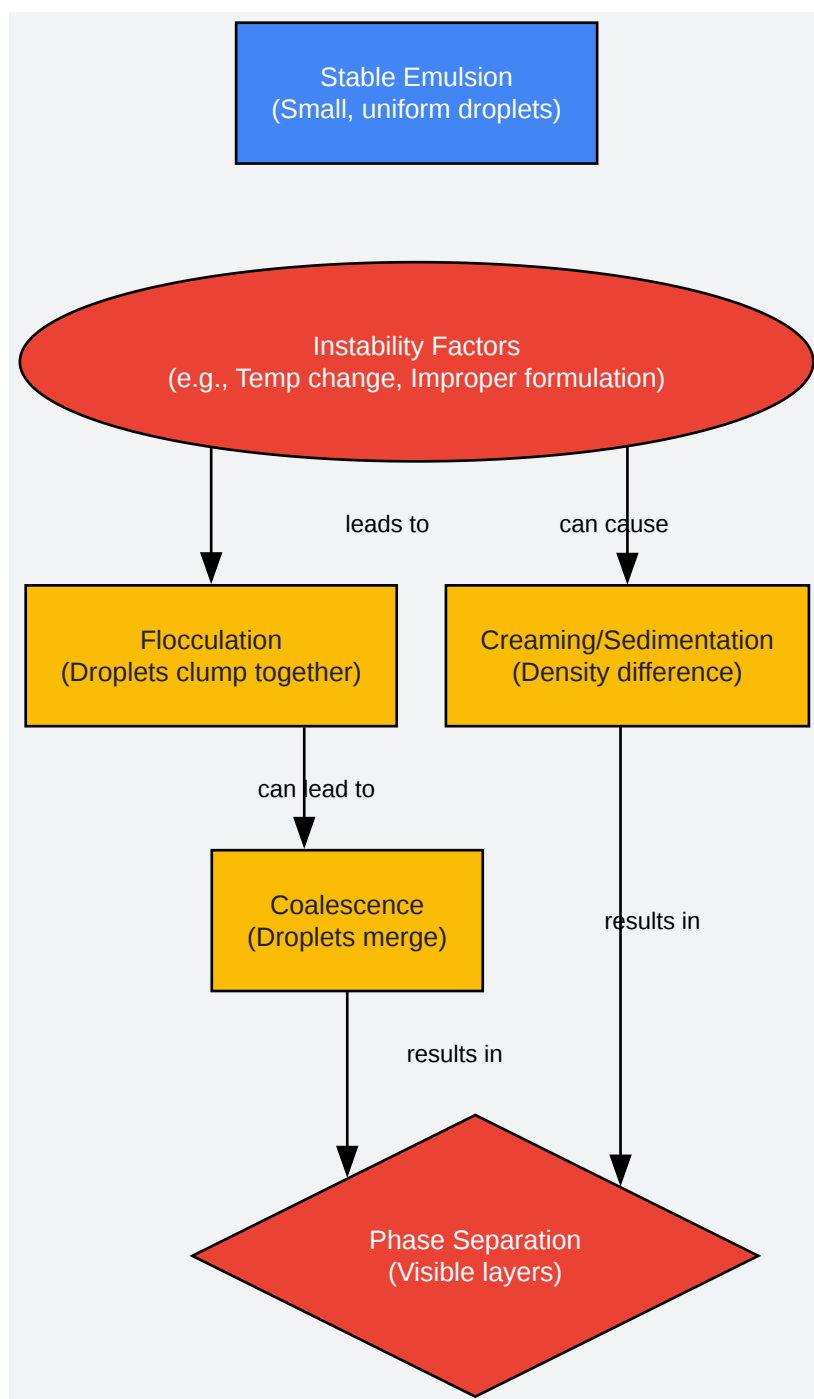 Stable Emulsion
(Small, uniform droplets)
Instability Factors
(e.g., Temp change, Improper formulation)
leads to
can cause
Flocculation
(Droplets clump together)
Creaming/Sedimentation
(Density difference)
can lead to
Coalescence
(Droplets merge)
results in
results in
Phase Separation
(Visible layers)